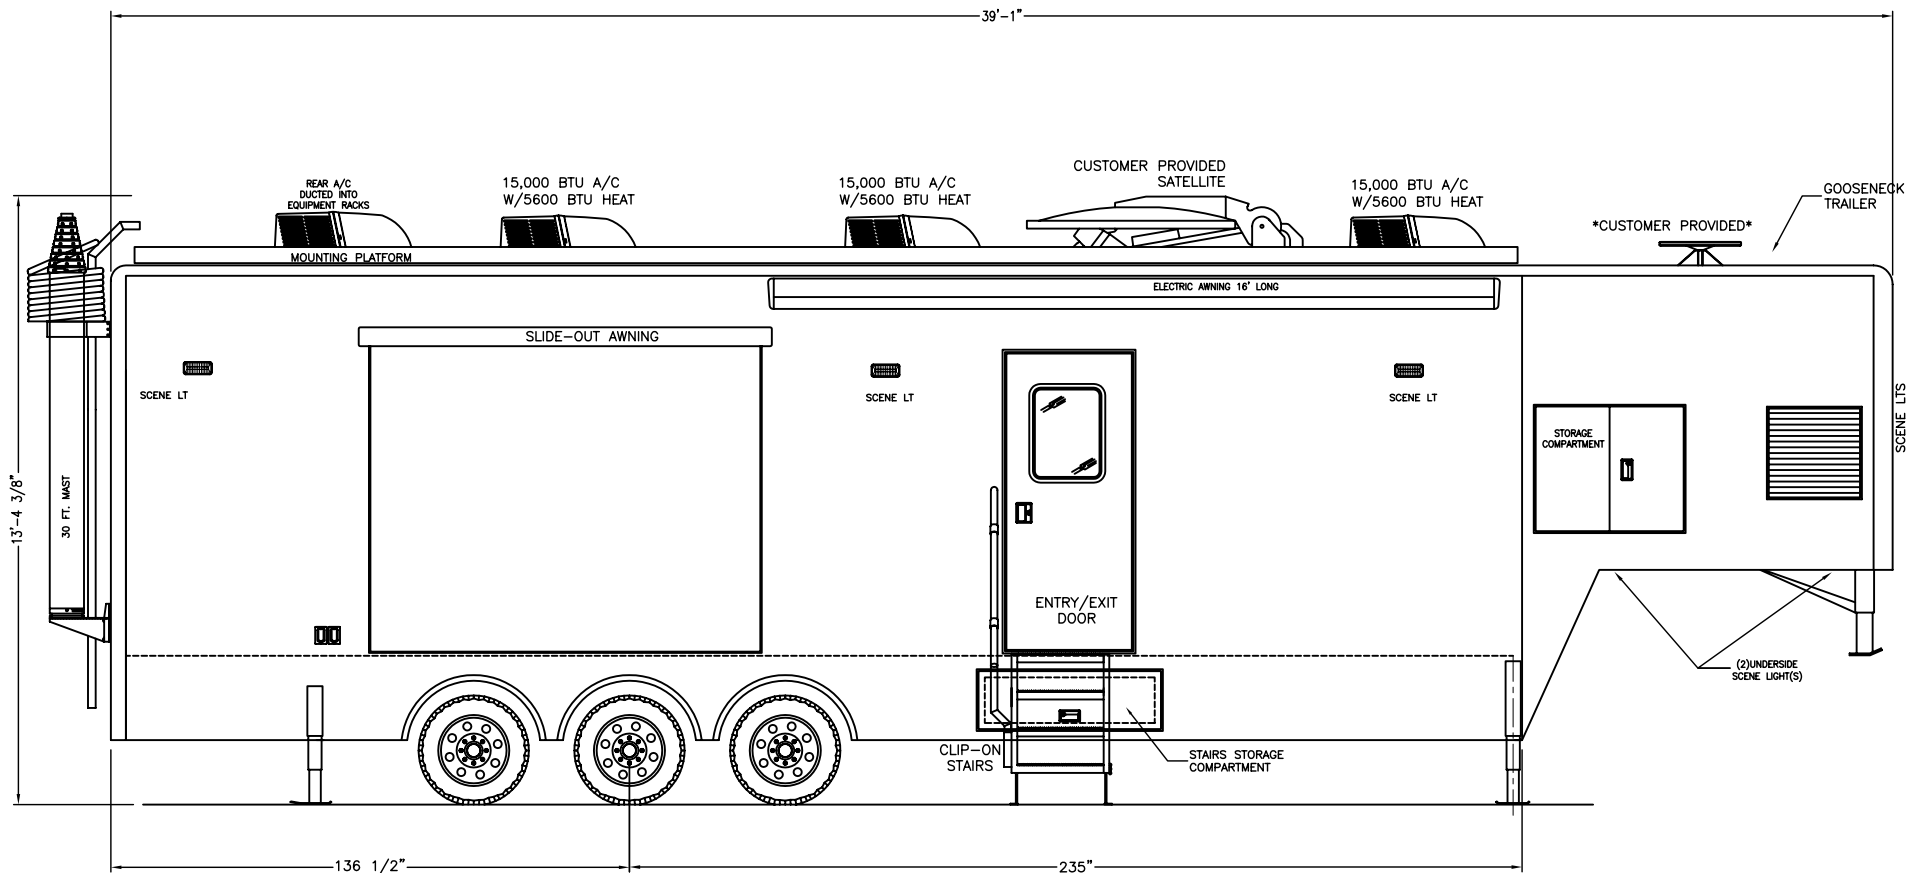 39'-1"
REAR A/C
DUCTED INTO
EQUIPMENT RACKS
15,000 BTU A/C
W/5600 BTU HEAT
15,000 BTU A/C
W/5600 BTU HEAT
CUSTOMER PROVIDED
SATELLITE
15,000 BTU A/C
W/5600 BTU HEAT
GOOSENECK
TRAILER
*CUSTOMER PROVIDED*
MOUNTING PLATFORM
ELECTRIC AWNING 16' LONG
SLIDE-OUT AWNING
SCENE LT
SCENE LT
SCENE LT
SCENE LTS
STORAGE
COMPARTMENT
30 FT. MAST
13'-4 3/8"
ENTRY/EXIT
DOOR
(2)UNDERSIDE
SCENE LIGHT(S)
CLIP-ON
STAIRS
STAIRS STORAGE
COMPARTMENT
136 1/2"
235"